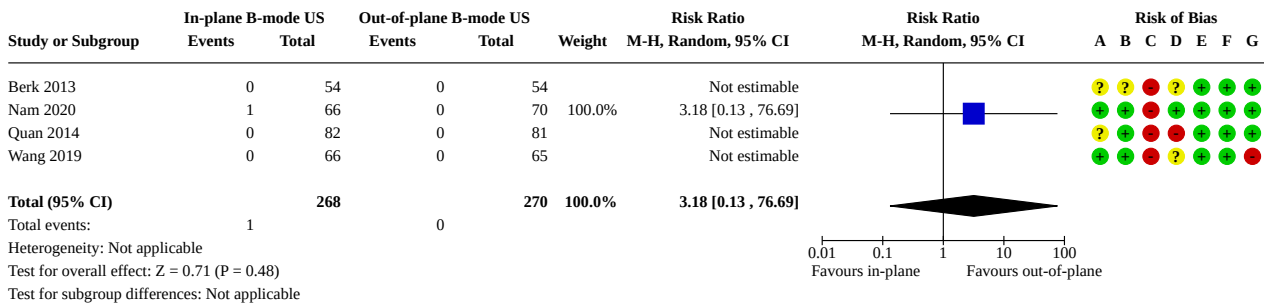 In-plane B-mode US Out-of-plane B-mode US Risk Ratio Risk Ratio Risk of Bias
Study or Subgroup Events Total Events Total Weight M-H, Random, 95% CI M-H, Random, 95% CI A B C D E F G
Berk 2013 0 54 0 54 Not estimable ? ? - ? + + +
Nam 2020 1 66 0 70 100.0% 3.18 [0.13 , 76.69] + + - + + + +
Quan 2014 0 82 0 81 Not estimable ? + - - + + +
Wang 2019 0 66 0 65 Not estimable + + - ? + + -
Total (95% CI) 268 270 100.0% 3.18 [0.13 , 76.69]
Total events: 1 0
Heterogeneity: Not applicable
0.01 0.1 1 10 100
Test for overall effect: Z = 0.71 (P = 0.48)
Favours in-plane Favours out-of-plane
Test for subgroup differences: Not applicable